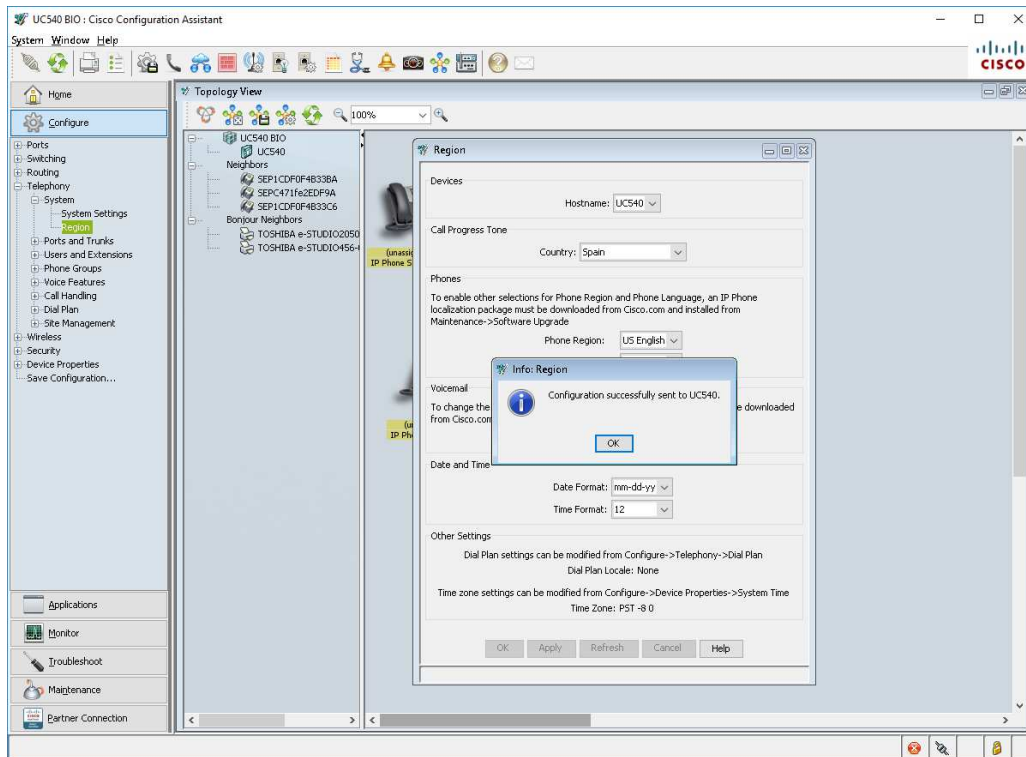 UC540 BIO : Cisco Configuration Assistant
System Window Help
CISCO
Home
Configure
Ports
Switching
Routing
Telephony
System
System Settings
Region
Ports and Trunks
Users and Extensions
Phone Groups
Voice Features
Call Handling
Dial Plan
Site Management
Wireless
Security
Device Properties
Save Configuration...
Applications
Monitor
Troubleshoot
Maintenance
Partner Connection
Topology View
100%
UC540 BIO
UC540
Neighbors
SEP1CDF0F4B33BA
SEPC471fe2EDF9A
SEP1CDF0F4B33C6
Bonjour Neighbors
TOSHIBA e-STUDIO2050
TOSHIBA e-STUDIO456-
(unassig
IP Phone S
IP Ph
Region
Devices
Hostname: UC540
Call Progress Tone
Country: Spain
Phones
To enable other selections for Phone Region and Phone Language, an IP Phone
localization package must be downloaded from Cisco.com and installed from
Maintenance->Software Upgrade
Phone Region: US English
Info: Region
Configuration successfully sent to UC540.
OK
Voicemail
To change the
e downloaded
from Cisco.com
Date and Time
Date Format: mm-dd-yy
Time Format: 12
Other Settings
Dial Plan settings can be modified from Configure->Telephony->Dial Plan
Dial Plan Locale: None
Time zone settings can be modified from Configure->Device Properties->System Time
Time Zone: PST -8 0
OK Apply Refresh Cancel Help